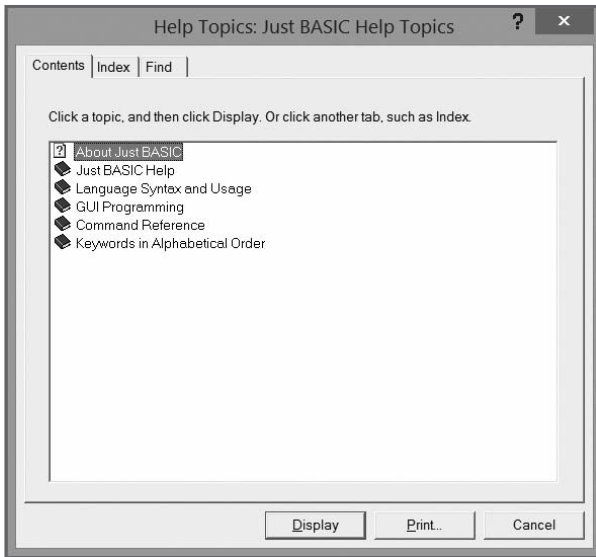 Help Topics: Just BASIC Help Topics ? x
Contents Index Find
Click a topic, and then click Display. Or click another tab, such as Index.
? About Just BASIC
Just BASIC Help
Language Syntax and Usage
GUI Programming
Command Reference
Keywords in Alphabetical Order
Display Print... Cancel